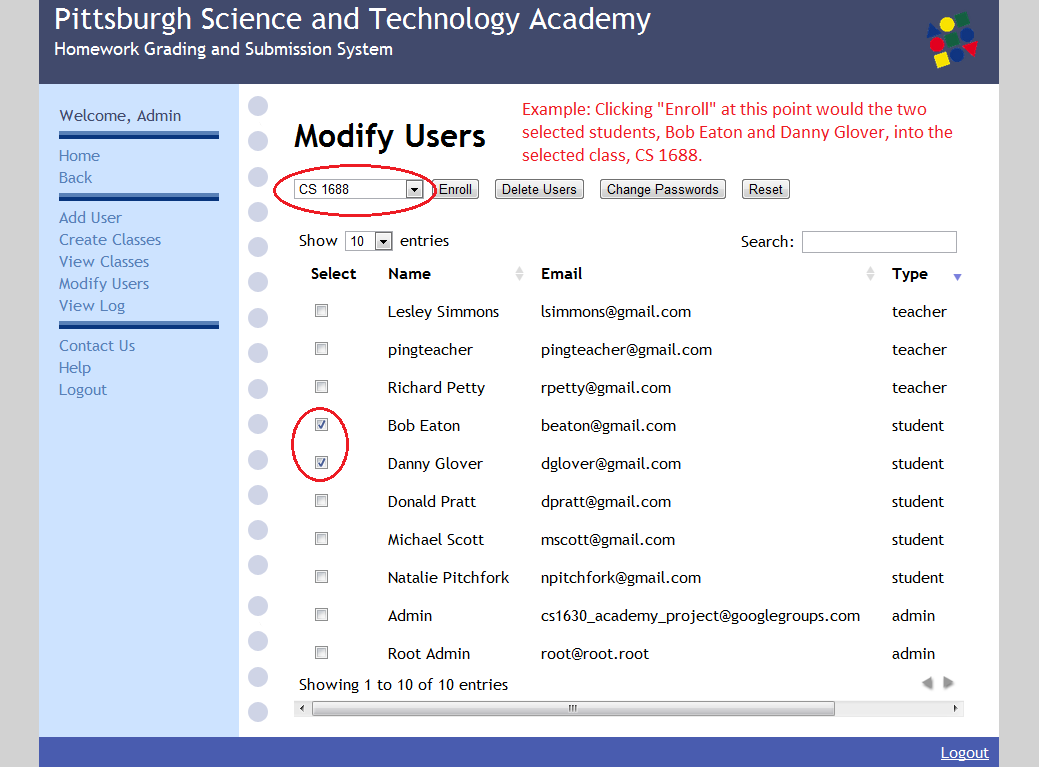 Pittsburgh Science and Technology Academy
Homework Grading and Submission System
Welcome, Admin
Home
Back
Add User
Create Classes
View Classes
Modify Users
View Log
Contact Us
Help
Logout
Modify Users
Example: Clicking "Enroll" at this point would the two
selected students, Bob Eaton and Danny Glover, into the
selected class, CS 1688.
CS 1688 Enroll Delete Users Change Passwords Reset
Show 10 entries Search:
Select Name Email Type
Lesley Simmons lsimmons@gmail.com teacher
pingteacher pingteacher@gmail.com teacher
Richard Petty rpetty@gmail.com teacher
Bob Eaton beaton@gmail.com student
Danny Glover dglover@gmail.com student
Donald Pratt dpratt@gmail.com student
Michael Scott mscott@gmail.com student
Natalie Pitchfork npitchfork@gmail.com student
Admin cs1630_academy_project@googlegroups.com admin
Root Admin root@root.root admin
Showing 1 to 10 of 10 entries
Logout